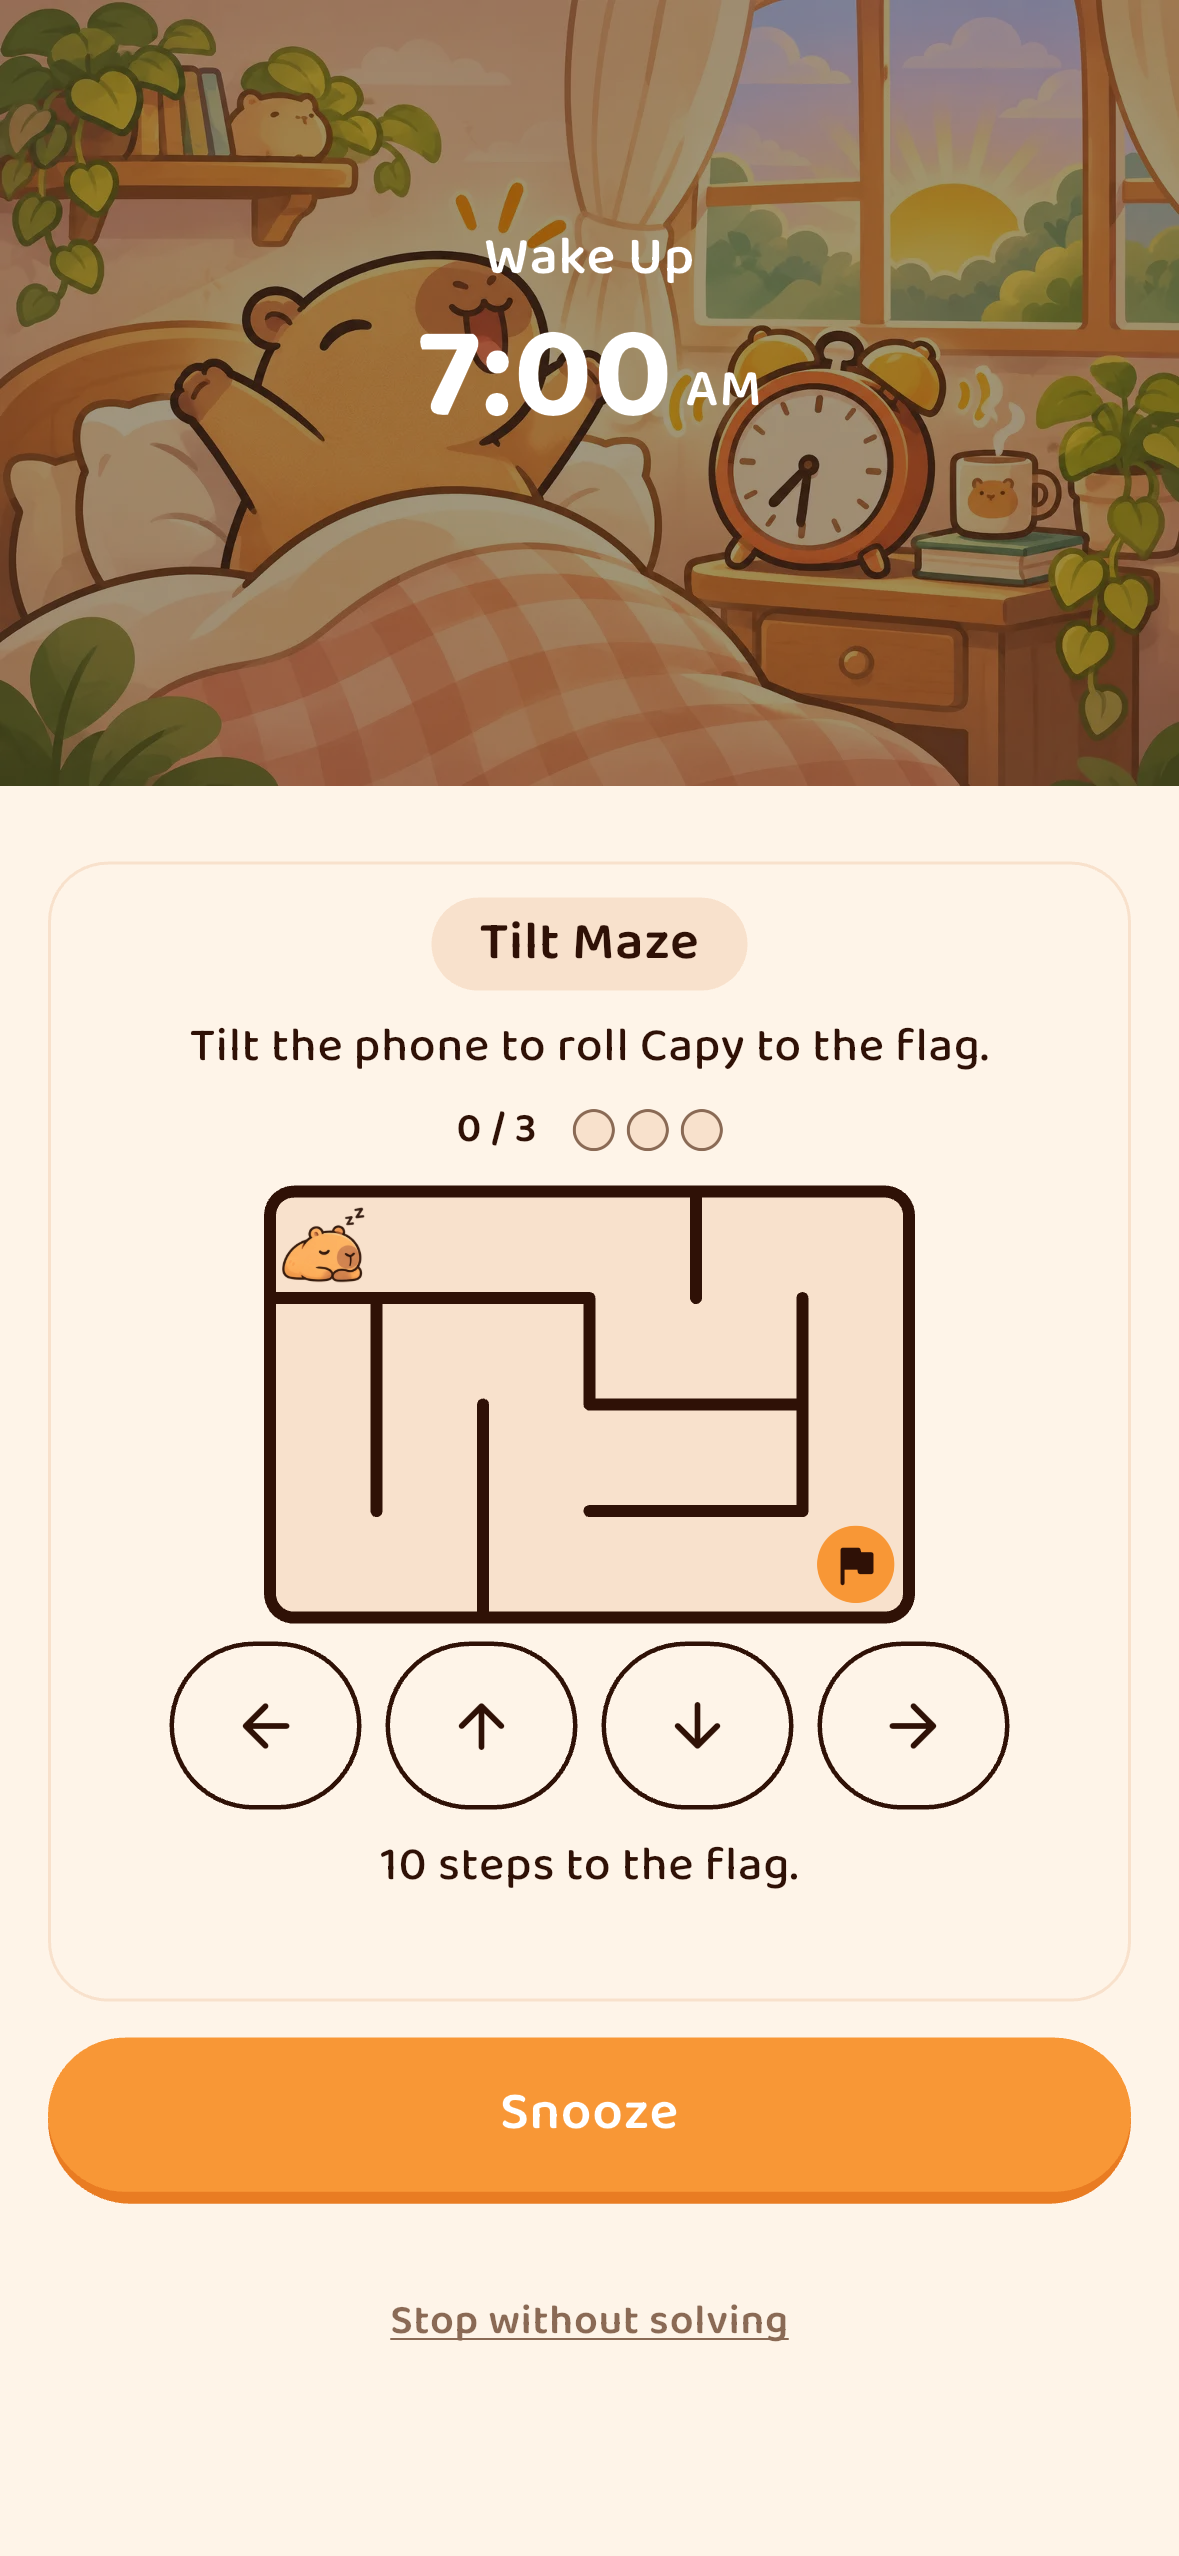 Wake Up
7:00 AM
Tilt Maze
Tilt the phone to roll Capy to the flag.
0 / 3
z z
10 steps to the flag.
Snooze
Stop without solving